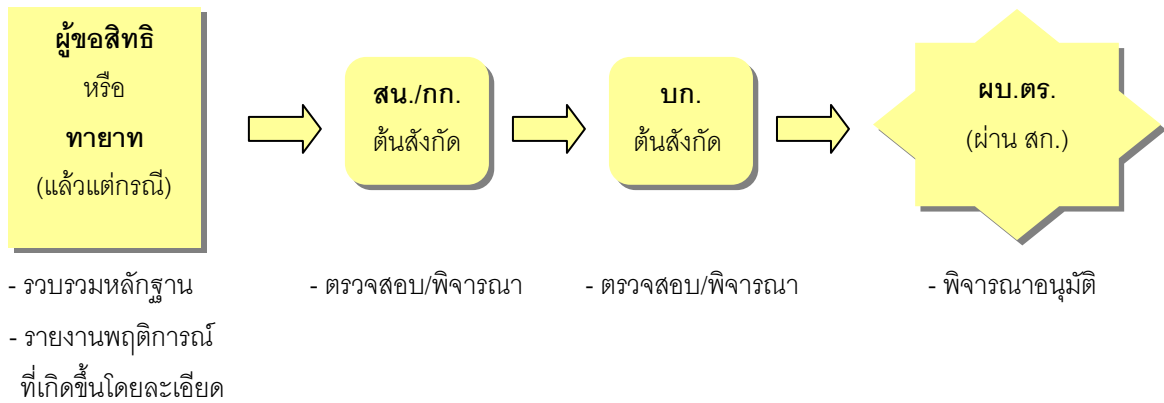 ผู้ขอสิทธิ
หรือ
ทายาท
(แล้วแต่กรณี)
สน./กก.
ต้นสังกัด
บก.
ต้นสังกัด
ผบ.ตร.
(ผ่าน สก.)
- รวบรวมหลักฐาน
- รายงานพฤติการณ์
ที่เกิดขึ้นโดยละเอียด
- ตรวจสอบ/พิจารณา
- ตรวจสอบ/พิจารณา
- พิจารณาอนุมัติ